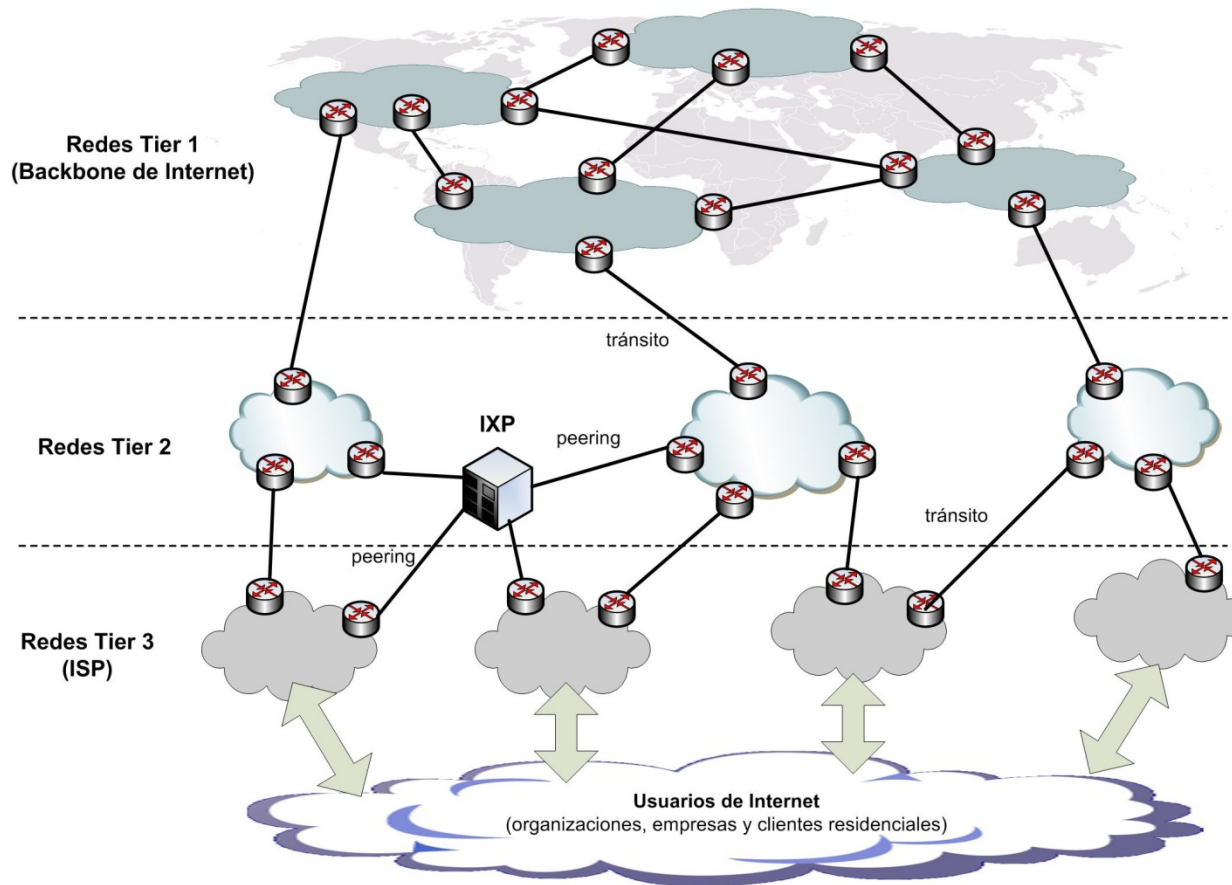 Redes Tier 1
(Backbone de Internet)
tránsito
Redes Tier 2
IXP
peering
tránsito
peering
Redes Tier 3
(ISP)
Usuarios de Internet
(organizaciones, empresas y clientes residenciales)